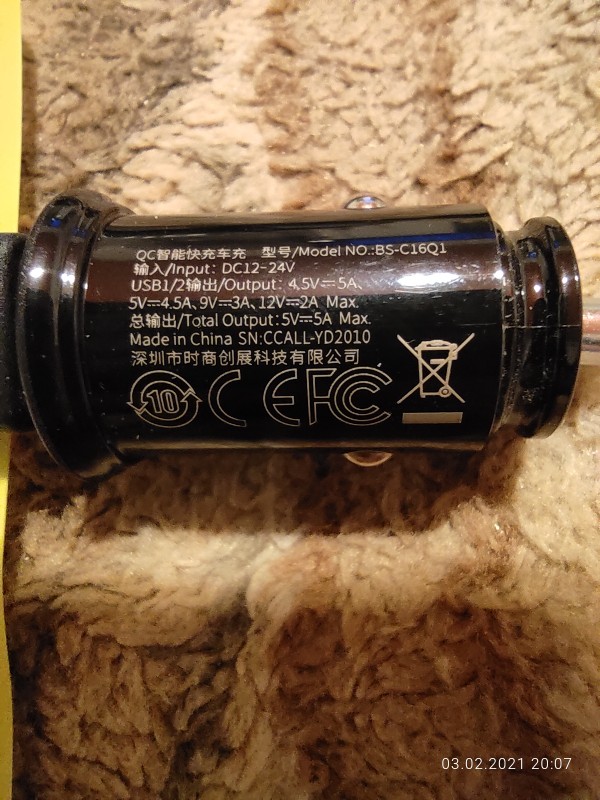 QC智能快充车充 型号/Model NO.:BS-C16Q1
输入/Input: DC12-24V
USB1/2输出/Output: 4.5V⎓5A,
5V⎓4.5A, 9V⎓3A, 12V⎓2A Max.
总输出/Total Output:5V⎓5A Max.
Made in China SN:CCALL-YD2010
深圳市时商创展科技有限公司
10 CE FC
03.02.2021 20:07